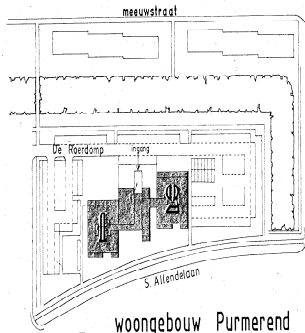 meeuwstraat
De Roerdomp
ingang
S. Allendelaan
woongebouw Purmerend